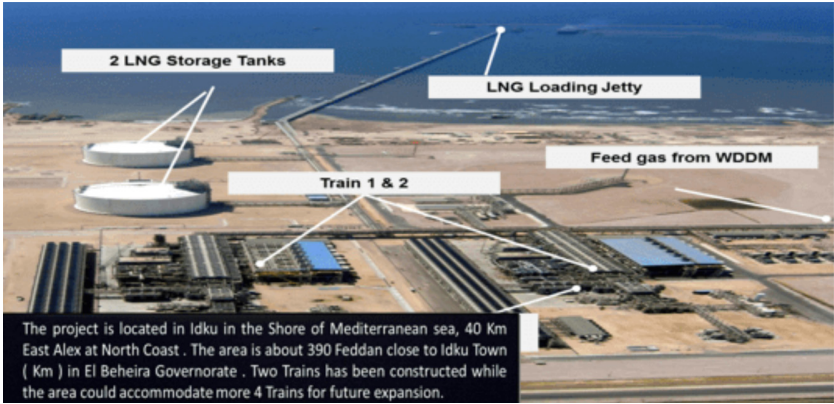 2 LNG Storage Tanks
LNG Loading Jetty
Feed gas from WDDM
Train 1 & 2
The project is located in Idku in the Shore of Mediterranean sea, 40 Km
East Alex at North Coast . The area is about 390 Feddan close to Idku Town
( Km ) in El Beheira Governorate . Two Trains has been constructed while
the area could accommodate more 4 Trains for future expansion.